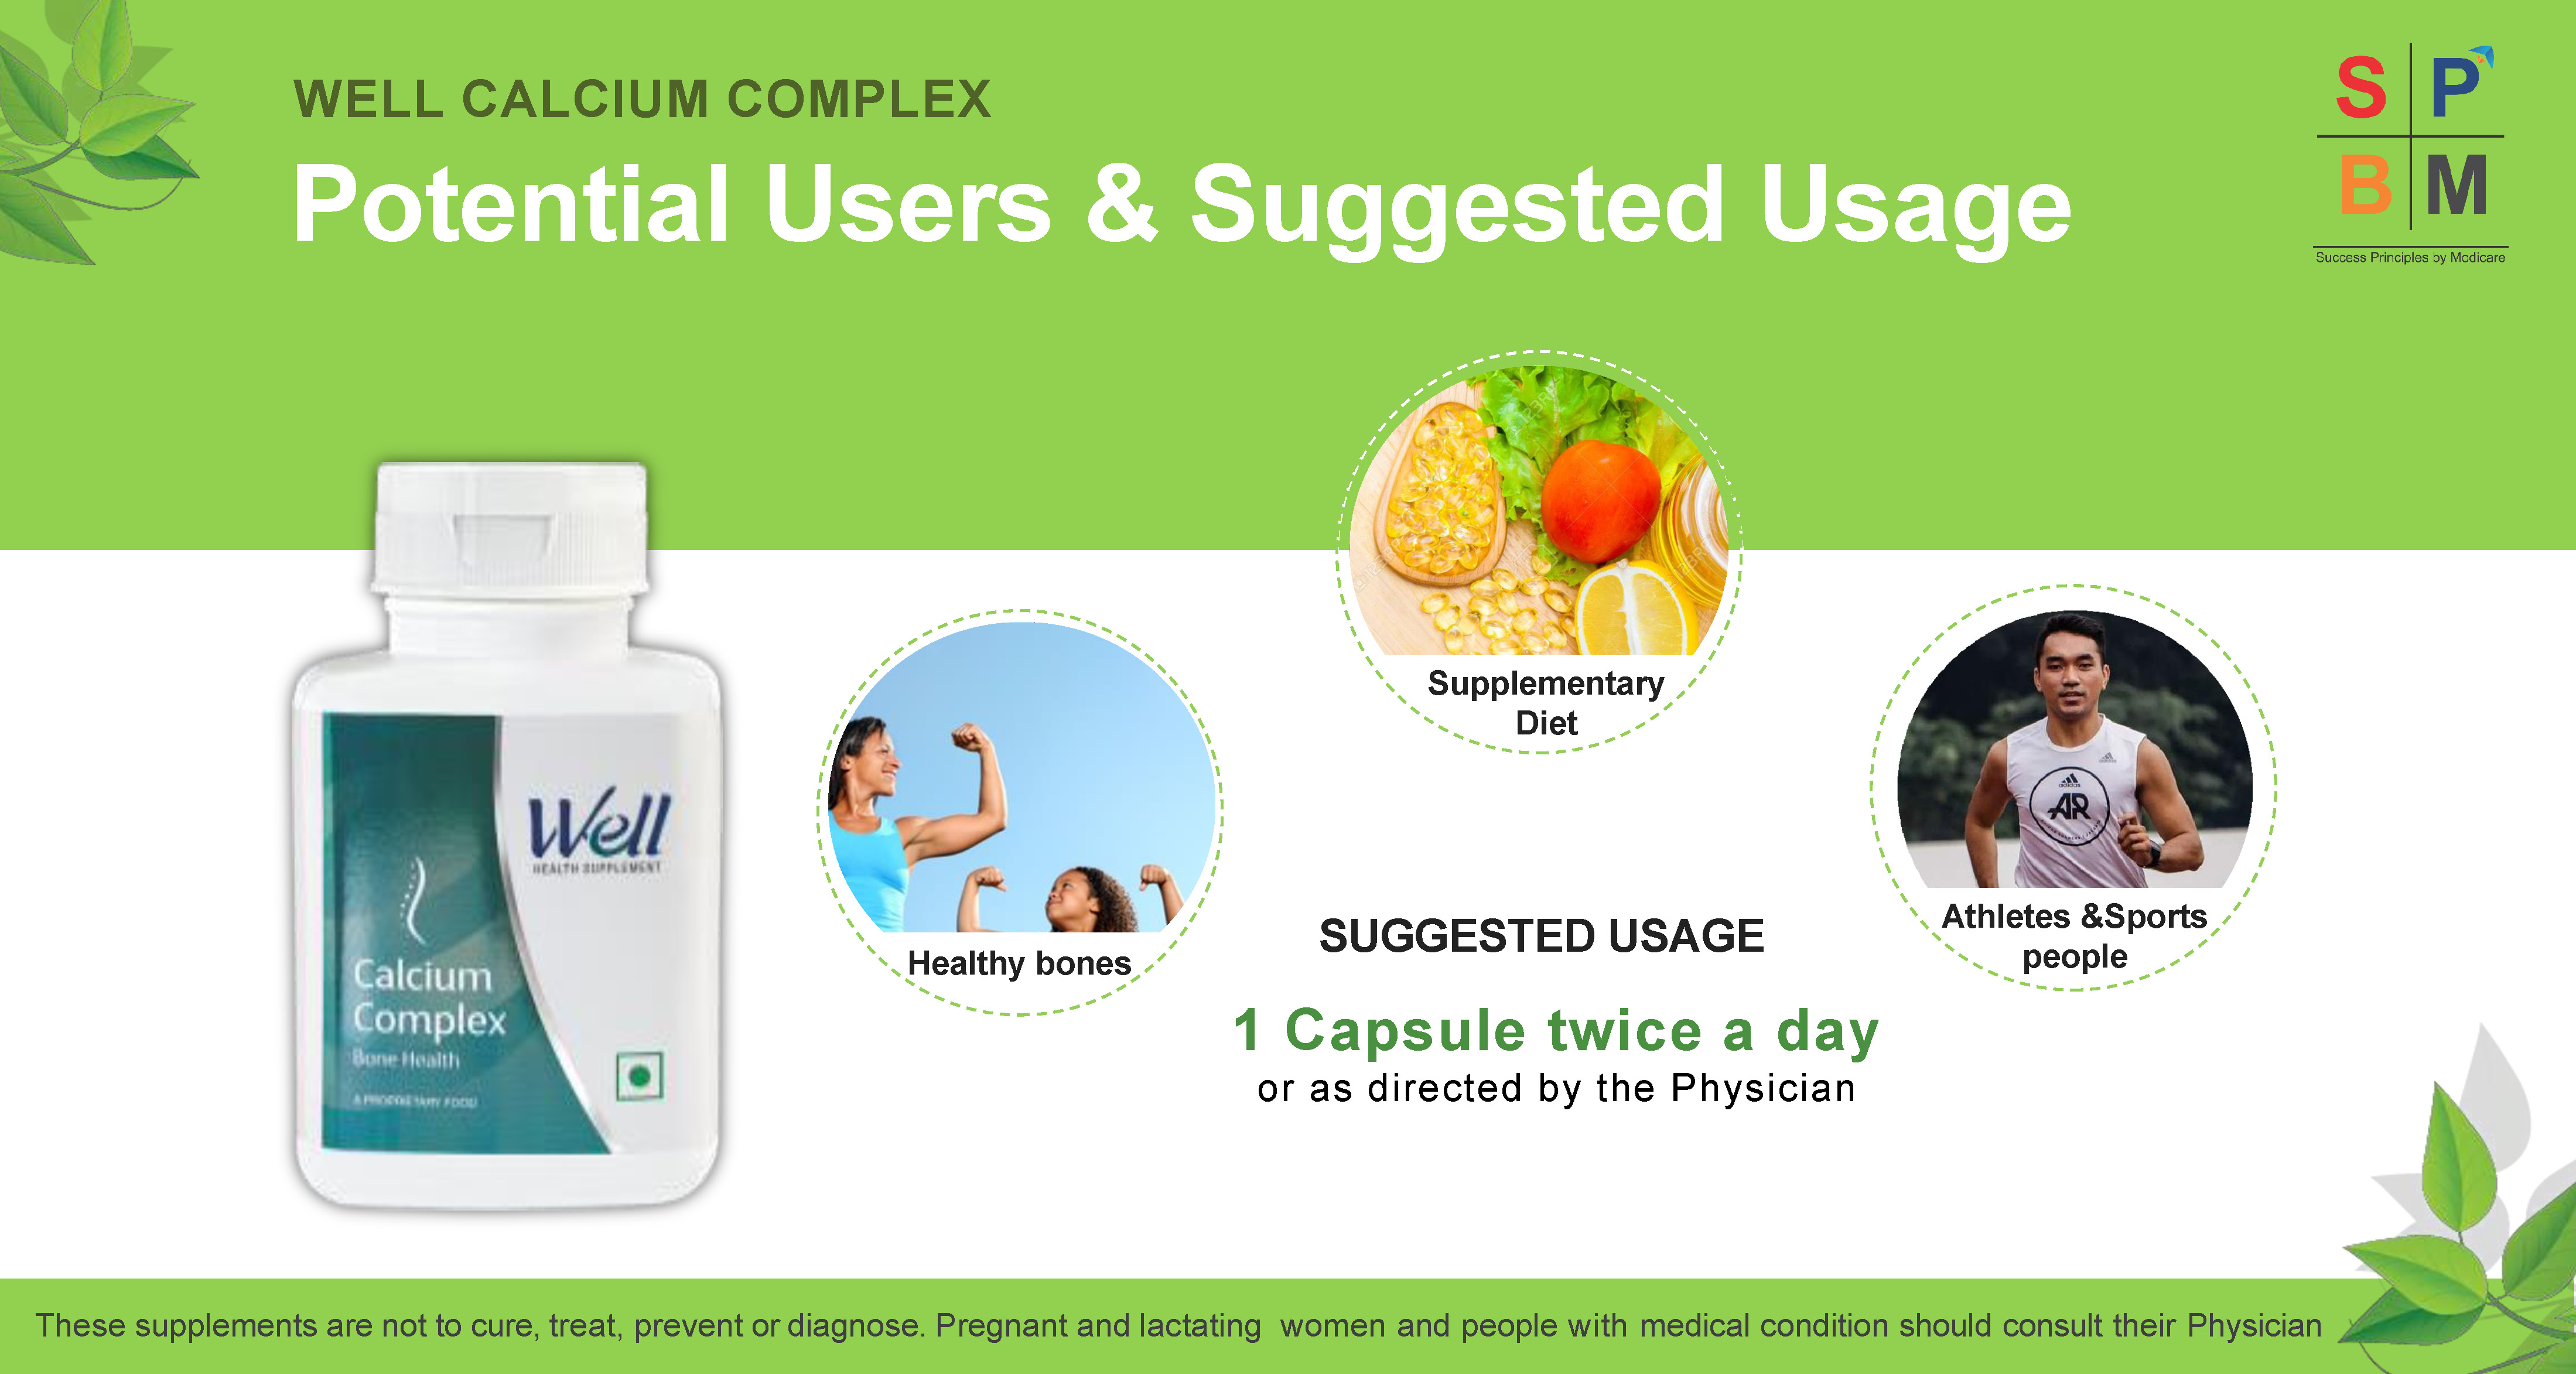 WELL CALCIUM COMPLEX
Potential Users & Suggested Usage
S P
B M
Success Principles by Modicare
Supplementary
Diet
Healthy bones
Athletes &Sports
people
Well
HEALTH SUPPLEMENT
Calcium
Complex
Bone Health
A PROPRIETARY FOOD
AR
SUGGESTED USAGE
1 Capsule twice a day
or as directed by the Physician
These supplements are not to cure, treat, prevent or diagnose. Pregnant and lactating women and people with medical condition should consult their Physician